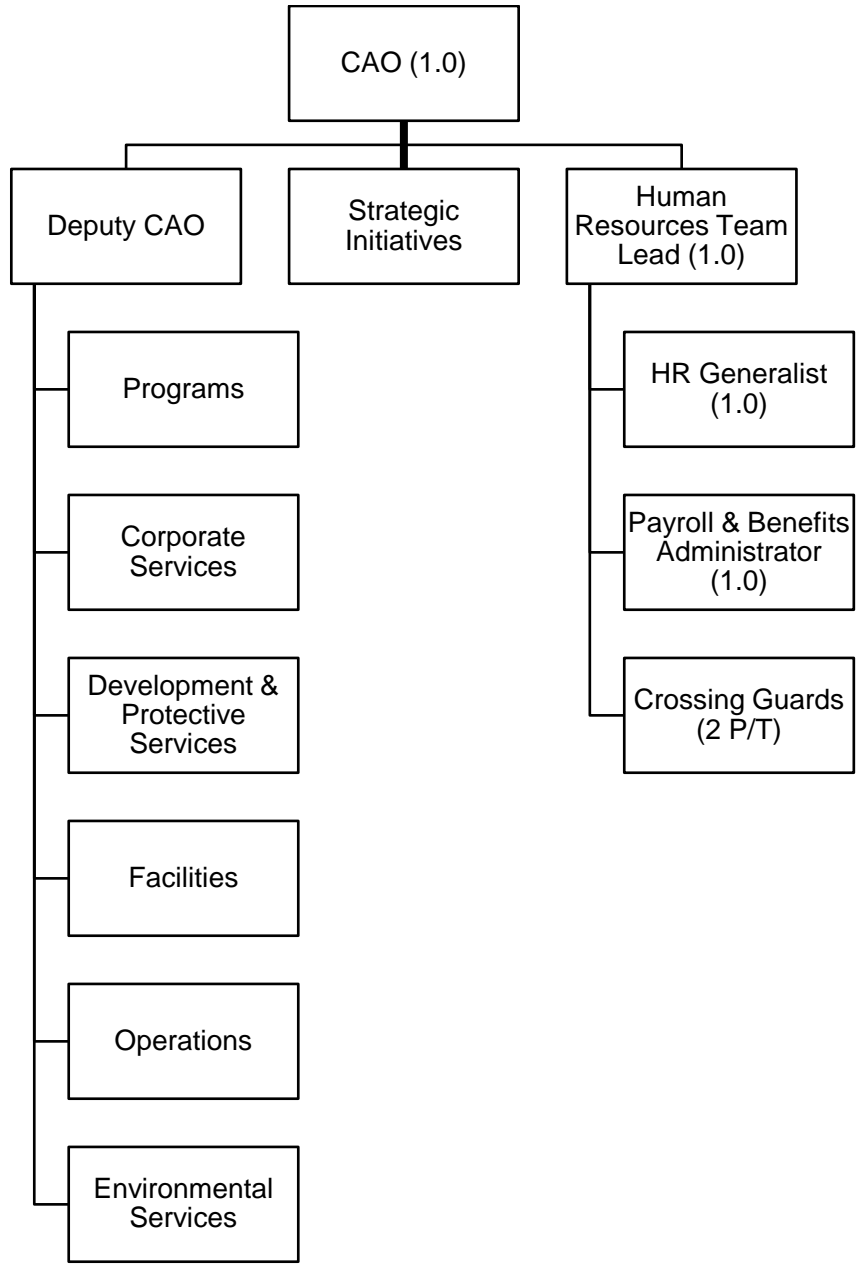 CAO (1.0)
Deputy CAO
Strategic
Initiatives
Human
Resources Team
Lead (1.0)
Programs
Corporate
Services
Development &
Protective
Services
Facilities
Operations
Environmental
Services
HR Generalist
(1.0)
Payroll & Benefits
Administrator
(1.0)
Crossing Guards
(2 P/T)